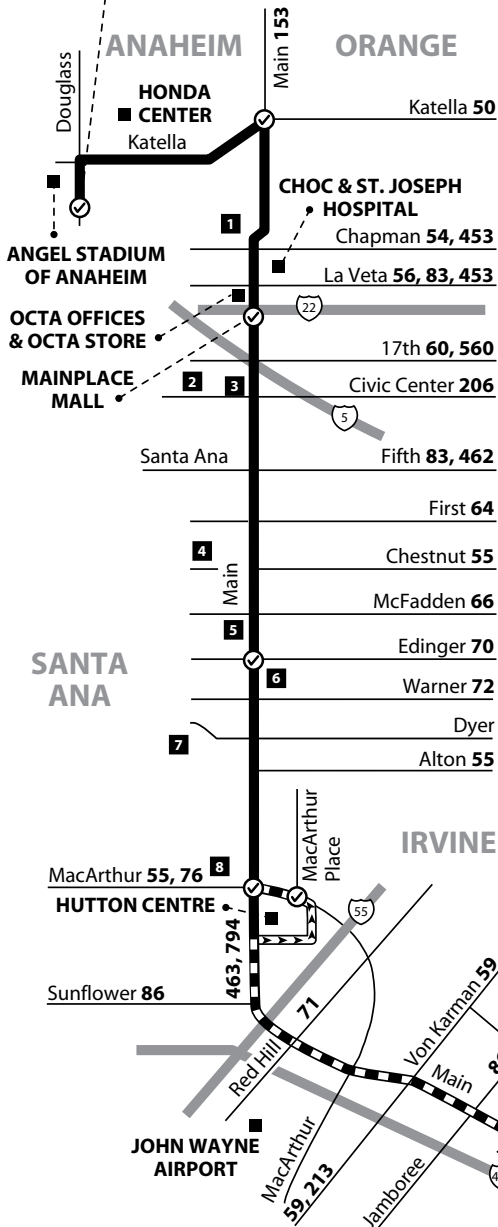 ANAHEIM
ORANGE
Douglass
Main 153
HONDA
CENTER
Katella
Katella 50
CHOC & ST. JOSEPH
HOSPITAL
1
Chapman 54, 453
ANGEL STADIUM
OF ANAHEIM
La Veta 56, 83, 453
22
OCTA OFFICES
& OCTA STORE
17th 60, 560
MAINPLACE
MALL
2
3
Civic Center 206
5
Santa Ana
Fifth 83, 462
First 64
4
Chestnut 55
Main
McFadden 66
5
Edinger 70
SANTA
ANA
6
Warner 72
Dyer
7
Alton 55
MacArthur
Place
IRVINE
MacArthur 55, 76
8
HUTTON CENTRE
55
463, 794
Sunflower 86
Red Hill 71
Von Karman 59
Main
JOHN WAYNE
AIRPORT
MacArthur
59, 213
Jamboree